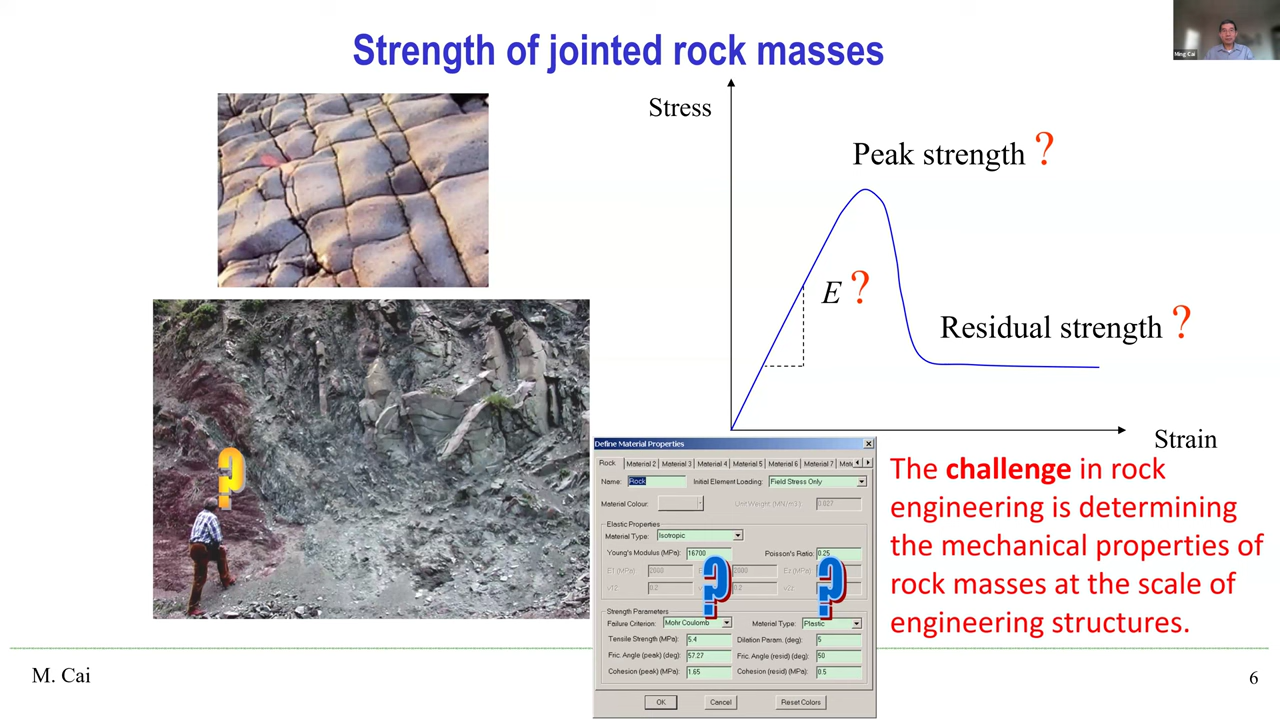 Strength of jointed rock masses
Ming Cai
Stress
Peak strength ?
E ?
Residual strength ?
Strain
?
The challenge in rock
engineering is determining
the mechanical properties of
rock masses at the scale of
engineering structures.
Define Material Properties
Rock Material 2 Material 3 Material 4 Material 5 Material 6 Material 7
Name: Rock Initial Element Loading: Field Stress Only
Material Colour: Unit Weight (MN/m3): 0.027
Elastic Properties
Material Type: Isotropic
Young's Modulus (MPa): 16700 Poisson's Ratio: 0.25
E1 (MPa) 2000 2000 Ez (MPa)
v12 0.2 0.2
? ?
Strength Parameters
Failure Criterion: Mohr Coulomb Material Type: Plastic
Tensile Strength (MPa): 5.4 Dilation Param. (deg): 5
Fric. Angle (peak) (deg): 57.27 Fric. Angle (resid) (deg): 50
Cohesion (peak) (MPa): 1.65 Cohesion (resid) (MPa): 0.5
OK Cancel Reset Colors
M. Cai
6